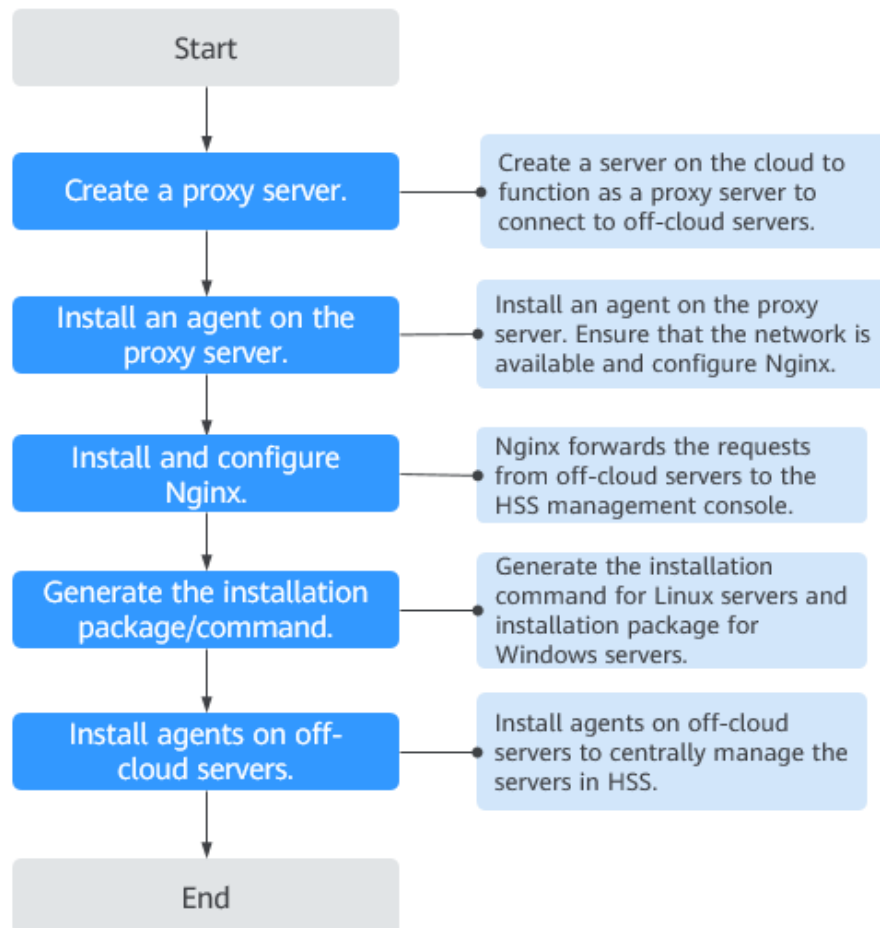 Start
Create a proxy server.
Create a server on the cloud to
function as a proxy server to
connect to off-cloud servers.
Install an agent on the
proxy server.
Install an agent on the proxy
server. Ensure that the network is
available and configure Nginx.
Install and configure
Nginx.
Nginx forwards the requests
from off-cloud servers to the
HSS management console.
Generate the installation
package/command.
Generate the installation
command for Linux servers and
installation package for
Windows servers.
Install agents on off-
cloud servers.
Install agents on off-cloud
servers to centrally manage the
servers in HSS.
End